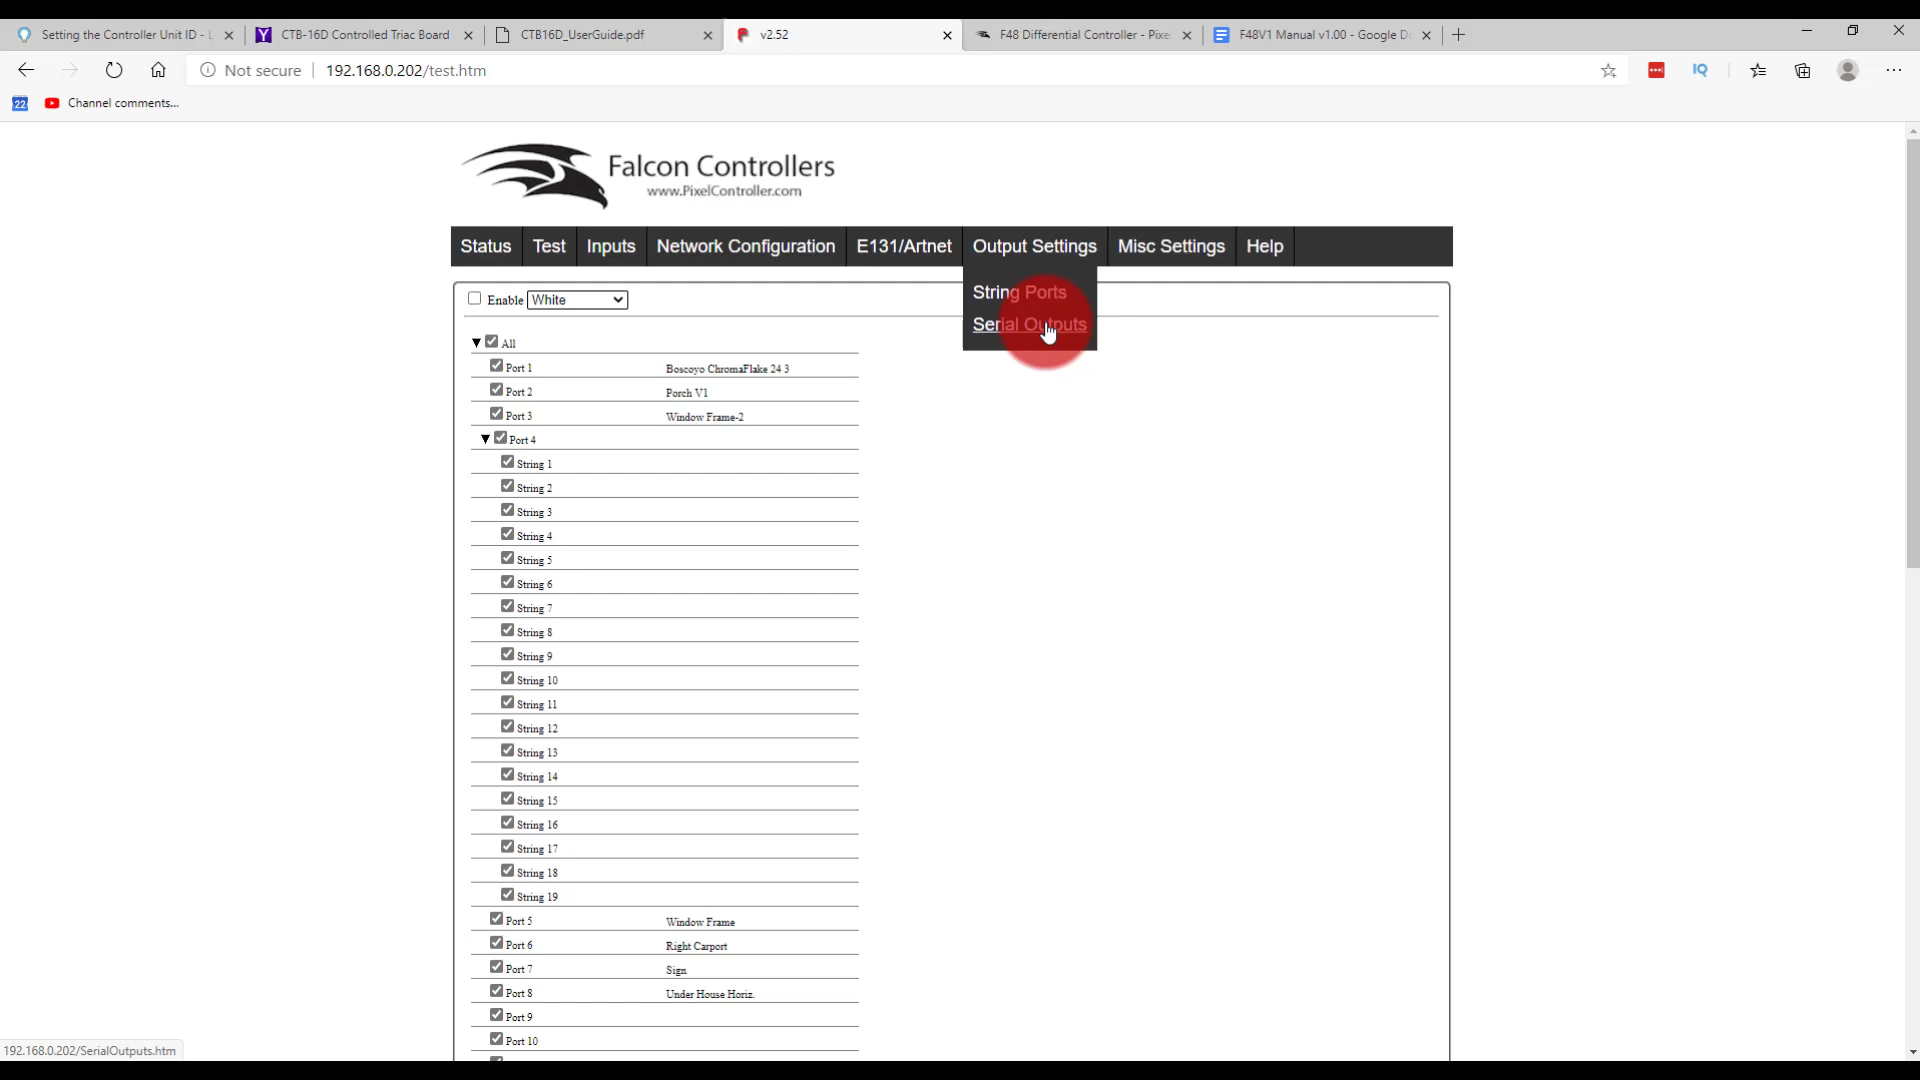 Setting the Controller Unit ID - L
CTB-16D Controlled Triac Board
CTB16D_UserGuide.pdf
v2.52
F48 Differential Controller - Pixe
F48V1 Manual v1.00 - Google D
Not secure
192.168.0.202/test.htm
IQ
22
Channel comments...
Falcon Controllers
www.PixelController.com
Status
Test
Inputs
Network Configuration
E131/Artnet
Output Settings
Misc Settings
Help
String Ports
Serial Outputs
Enable
White
All
Port 1 Boscoyo ChromaFlake 24 3
Port 2 Porch V1
Port 3 Window Frame-2
Port 4
String 1
String 2
String 3
String 4
String 5
String 6
String 7
String 8
String 9
String 10
String 11
String 12
String 13
String 14
String 15
String 16
String 17
String 18
String 19
Port 5 Window Frame
Port 6 Right Carport
Port 7 Sign
Port 8 Under House Horiz.
Port 9
Port 10
192.168.0.202/SerialOutputs.htm